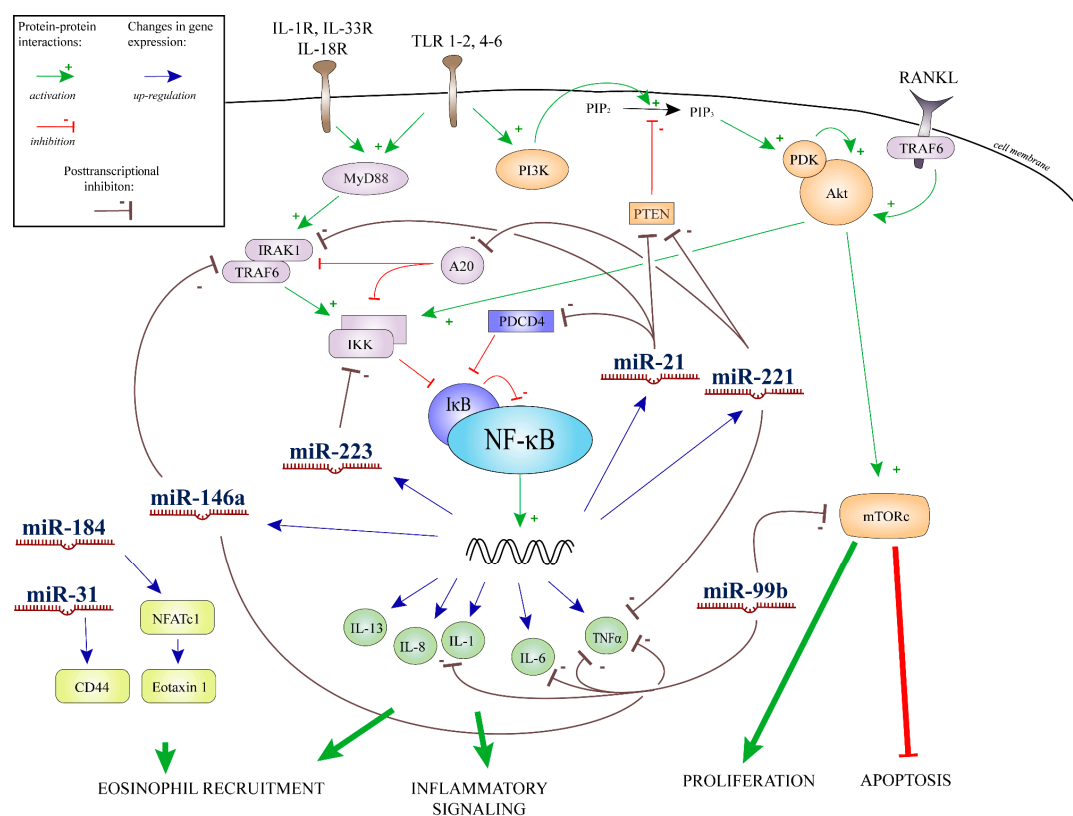 Protein-protein
interactions:
Changes in gene
expression:
+
activation
up-regulation
-
inhibition
Posttranscriptional
inhibiton:
-
IL-1R, IL-33R
IL-18R
TLR 1-2, 4-6
RANKL
PIP₂
+
PIP₃
-
cell membrane
+
+
+
+
TRAF6
MyD88
PI3K
PDK
Akt
+
PTEN
+
-
-
-
-
IRAK1
TRAF6
A20
-
+
+
PDCD4
-
IKK
-
miR-21
miR-221
IκB
-
NF-κB
miR-223
+
miR-146a
+
mTORc
-
miR-184
miR-31
miR-99b
NFATc1
IL-13
IL-8
IL-1
IL-6
TNFα
-
-
-
-
-
CD44
Eotaxin 1
EOSINOPHIL RECRUITMENT
INFLAMMATORY
SIGNALING
PROLIFERATION
APOPTOSIS